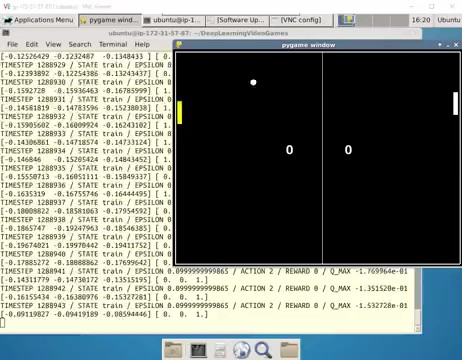 Applications Menu
pygame wind...
ubuntu@ip-1...
[Software Up...
[VNC config]
16:20
Ubuntu
ubuntu@ip-172-31-57-87: ~/DeepLearningVideoGames
File Edit View Search Terminal Help
pygame window
[-0.12526429 -0.1232487 -0.1348433 ] [ 0.
TIMESTEP 1288929 / STATE train / EPSILON 0
[-0.12393892 -0.12254386 -0.13243437] [ 0.
TIMESTEP 1288930 / STATE train / EPSILON 0
[-0.1592728 -0.15936463 -0.16785999] [ 1.
TIMESTEP 1288931 / STATE train / EPSILON 0
[-0.14581819 -0.14783596 -0.15238038] [ 1.
TIMESTEP 1288932 / STATE train / EPSILON 0
[-0.15905602 -0.16009924 -0.16243102] [ 1.
TIMESTEP 1288933 / STATE train / EPSILON 0
[-0.14306861 -0.14718574 -0.14733124] [ 1.
TIMESTEP 1288934 / STATE train / EPSILON 0
[-0.146846 -0.15205424 -0.14843452] [ 1.
TIMESTEP 1288935 / STATE train / EPSILON 0
[-0.15550713 -0.16051111 -0.15849337] [ 0.
TIMESTEP 1288936 / STATE train / EPSILON 0
[-0.1635319 -0.16755746 -0.16444495] [ 1.
TIMESTEP 1288937 / STATE train / EPSILON 0
[-0.18008822 -0.18581063 -0.17954592] [ 0.
TIMESTEP 1288938 / STATE train / EPSILON 0
[-0.1865747 -0.19247963 -0.18546385] [ 0.
TIMESTEP 1288939 / STATE train / EPSILON 0
[-0.19674021 -0.19970442 -0.19411752] [ 0.
TIMESTEP 1288940 / STATE train / EPSILON 0
[-0.17885272 -0.18088831 -0.17699642] [ 0.
TIMESTEP 1288941 / STATE train / EPSILON 0.0999999999865 / ACTION 2 / REWARD 0 / Q_MAX -1.769964e-01
[-0.14311779 -0.14730172 -0.13515195] [ 0. 0. 1.]
TIMESTEP 1288942 / STATE train / EPSILON 0.0999999999865 / ACTION 2 / REWARD 0 / Q_MAX -1.351520e-01
[-0.16155434 -0.16380976 -0.15327281] [ 0. 0. 1.]
TIMESTEP 1288943 / STATE train / EPSILON 0.0999999999865 / ACTION 2 / REWARD 0 / Q_MAX -1.532728e-01
[-0.09119827 -0.09419189 -0.08594446] [ 0. 0. 1.]
0 0